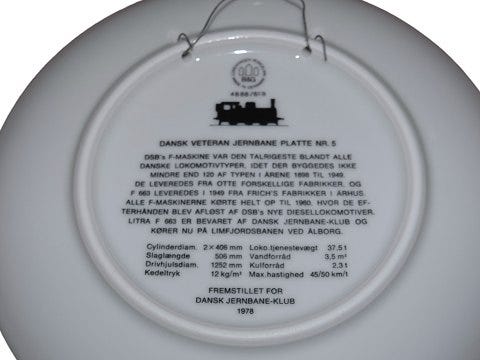 B&G
DANSK VETERAN JERNBANE PLATTE NR. 5
DSB's F-MASKINE VAR DEN TALRIGESTE BLANDT ALLE
DANSKE LOKOMOTIVTYPER, IDET DER BYGGEDES IKKE
MINDRE END 120 AF TYPEN I ÅRENE 1898 TIL 1949.
DE LEVEREDES FRA OTTE FORSKELLIGE FABRIKKER, OG
F 663 LEVEREDES I 1949 FRA FRICH'S FABRIKER I ÅRHUS.
ALLE F-MASKINERNE KØRTE HELT OP TIL 1960, HVOR DE EF-
TERHÅNDEN BLEV AFLØST AF DSB's NYE DIESELLOKOMOTIVER.
LITRA F 663 ER BEVARET AF DANSK JERNBANE-KLUB OG
KØRER NU PÅ LIMFJORDSBANEN VED ÅLBORG.
Cylinderdiam. 2×406 mm Loko.tjenestevægt 37,5 t
Slaglængde 506 mm Vandforråd 3,5 m³
Drivhjulsdiam. 1252 mm Kulforråd 2,3 t
Kedeltryk 12 kg/m² Max.hastighed 45/50 km/t
FREMSTILLET FOR
DANSK JERNBANE-KLUB
1978